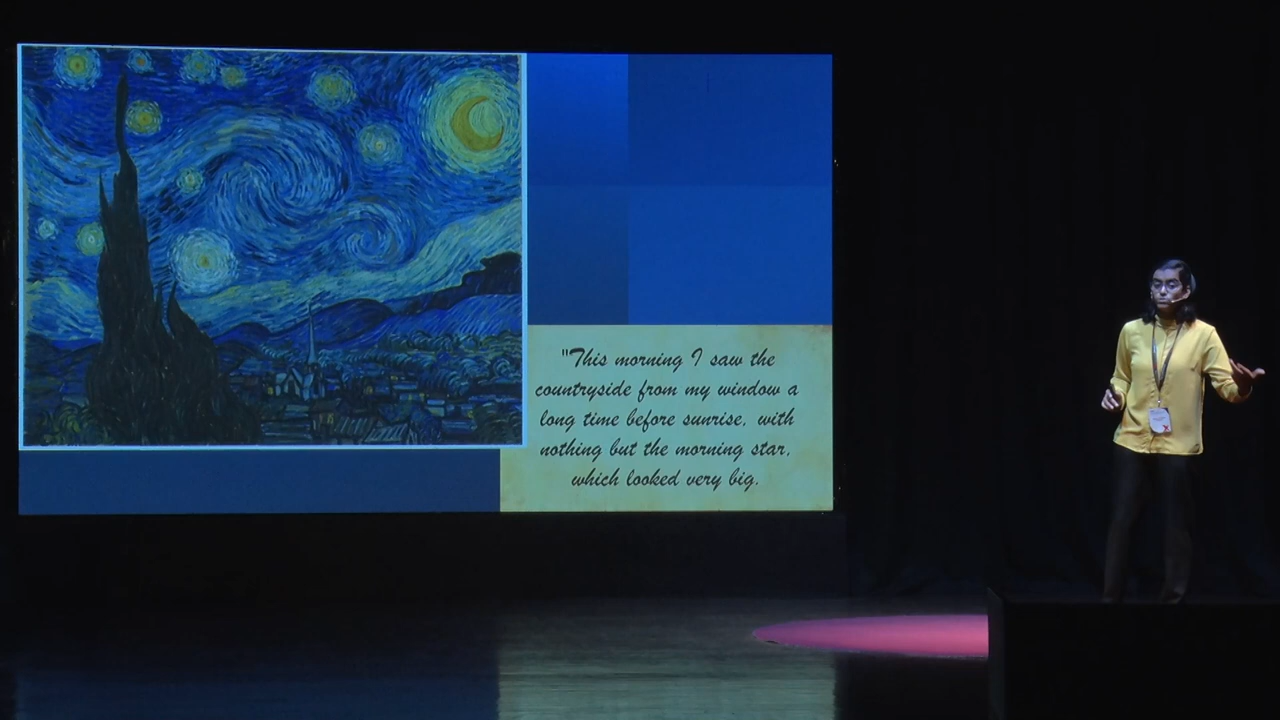 "This morning I saw the
countryside from my window a
long time before sunrise, with
nothing but the morning star,
which looked very big.